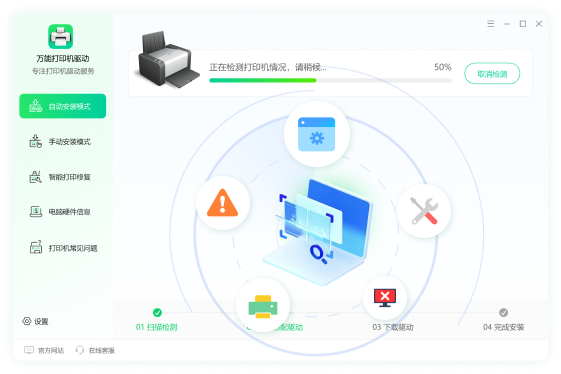 万能打印机驱动
专注打印机驱动服务
自动安装模式
手动安装模式
智能打印修复
电脑硬件信息
打印机常见问题
设置
正在检测打印机情况，请稍候...
50%
取消检测
01 扫描检测
配驱动
03 下载驱动
04 完成安装
官方网站
在线客服